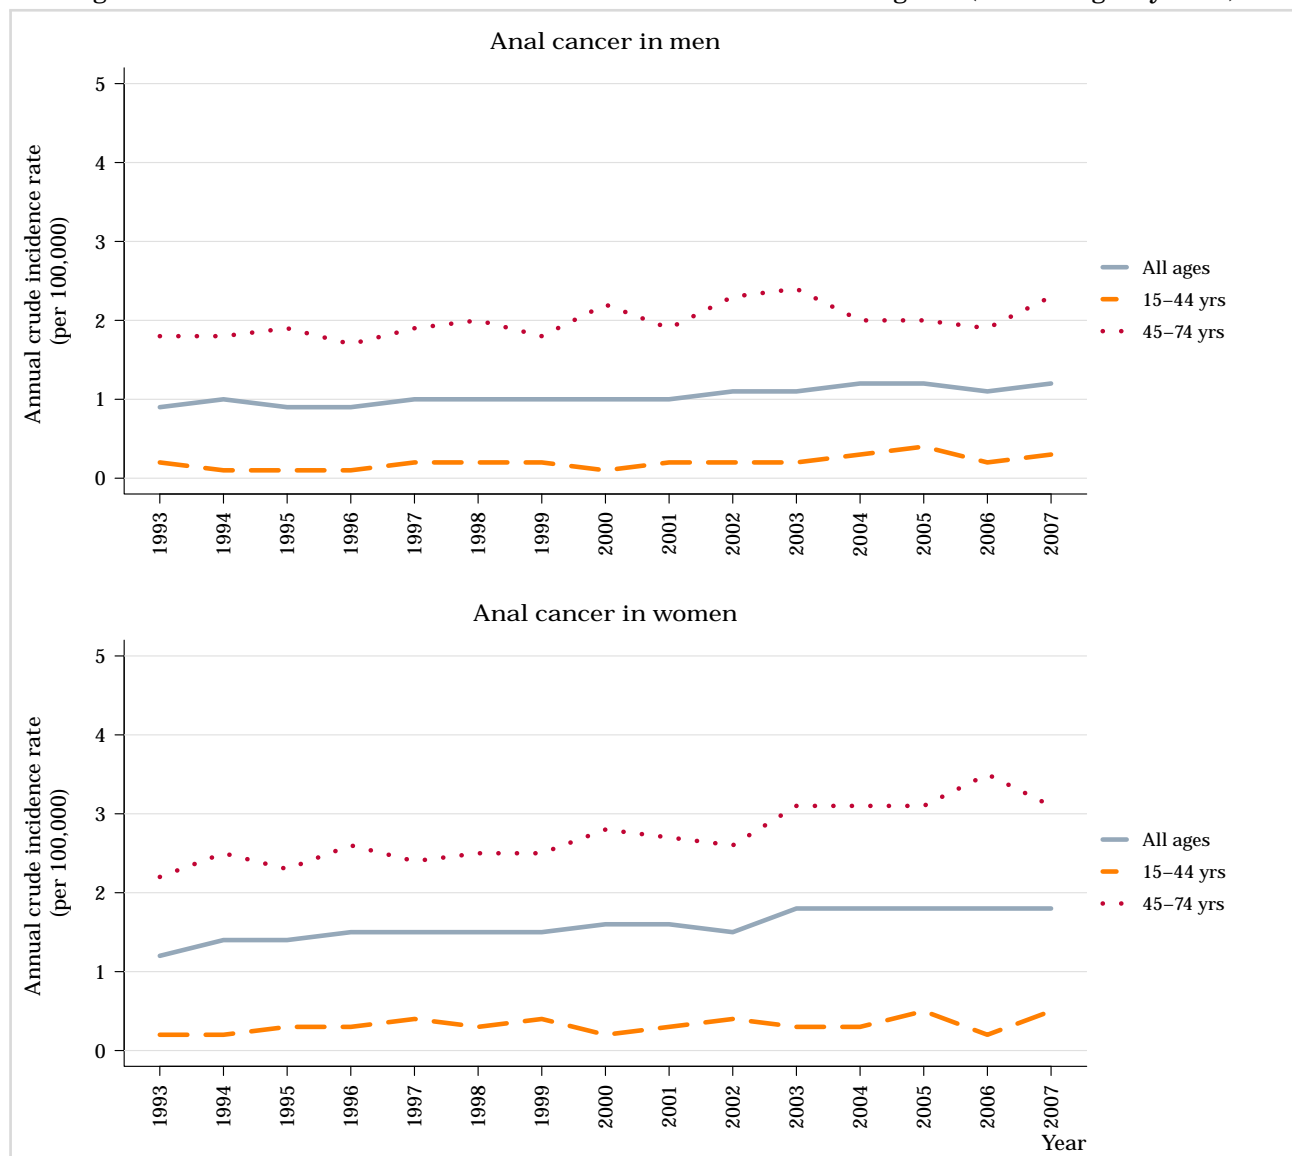 Anal cancer in men
Annual crude incidence rate
(per 100,000)
5
4
3
2
1
0
1993 1994 1995 1996 1997 1998 1999 2000 2001 2002 2003 2004 2005 2006 2007
All ages
15–44 yrs
45–74 yrs
Anal cancer in women
Annual crude incidence rate
(per 100,000)
5
4
3
2
1
0
1993 1994 1995 1996 1997 1998 1999 2000 2001 2002 2003 2004 2005 2006 2007
Year
All ages
15–44 yrs
45–74 yrs